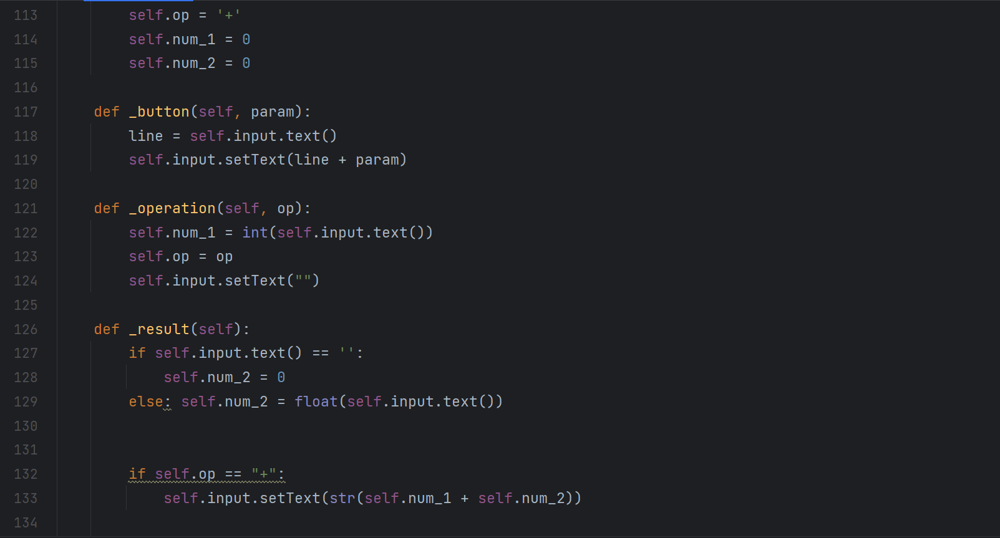 113 self.op = '+'
114 self.num_1 = 0
115 self.num_2 = 0
116
117 def _button(self, param):
118 line = self.input.text()
119 self.input.setText(line + param)
120
121 def _operation(self, op):
122 self.num_1 = int(self.input.text())
123 self.op = op
124 self.input.setText("")
125
126 def _result(self):
127 if self.input.text() == '':
128 self.num_2 = 0
129 else: self.num_2 = float(self.input.text())
130
131
132 if self.op == "+":
133 self.input.setText(str(self.num_1 + self.num_2))
134